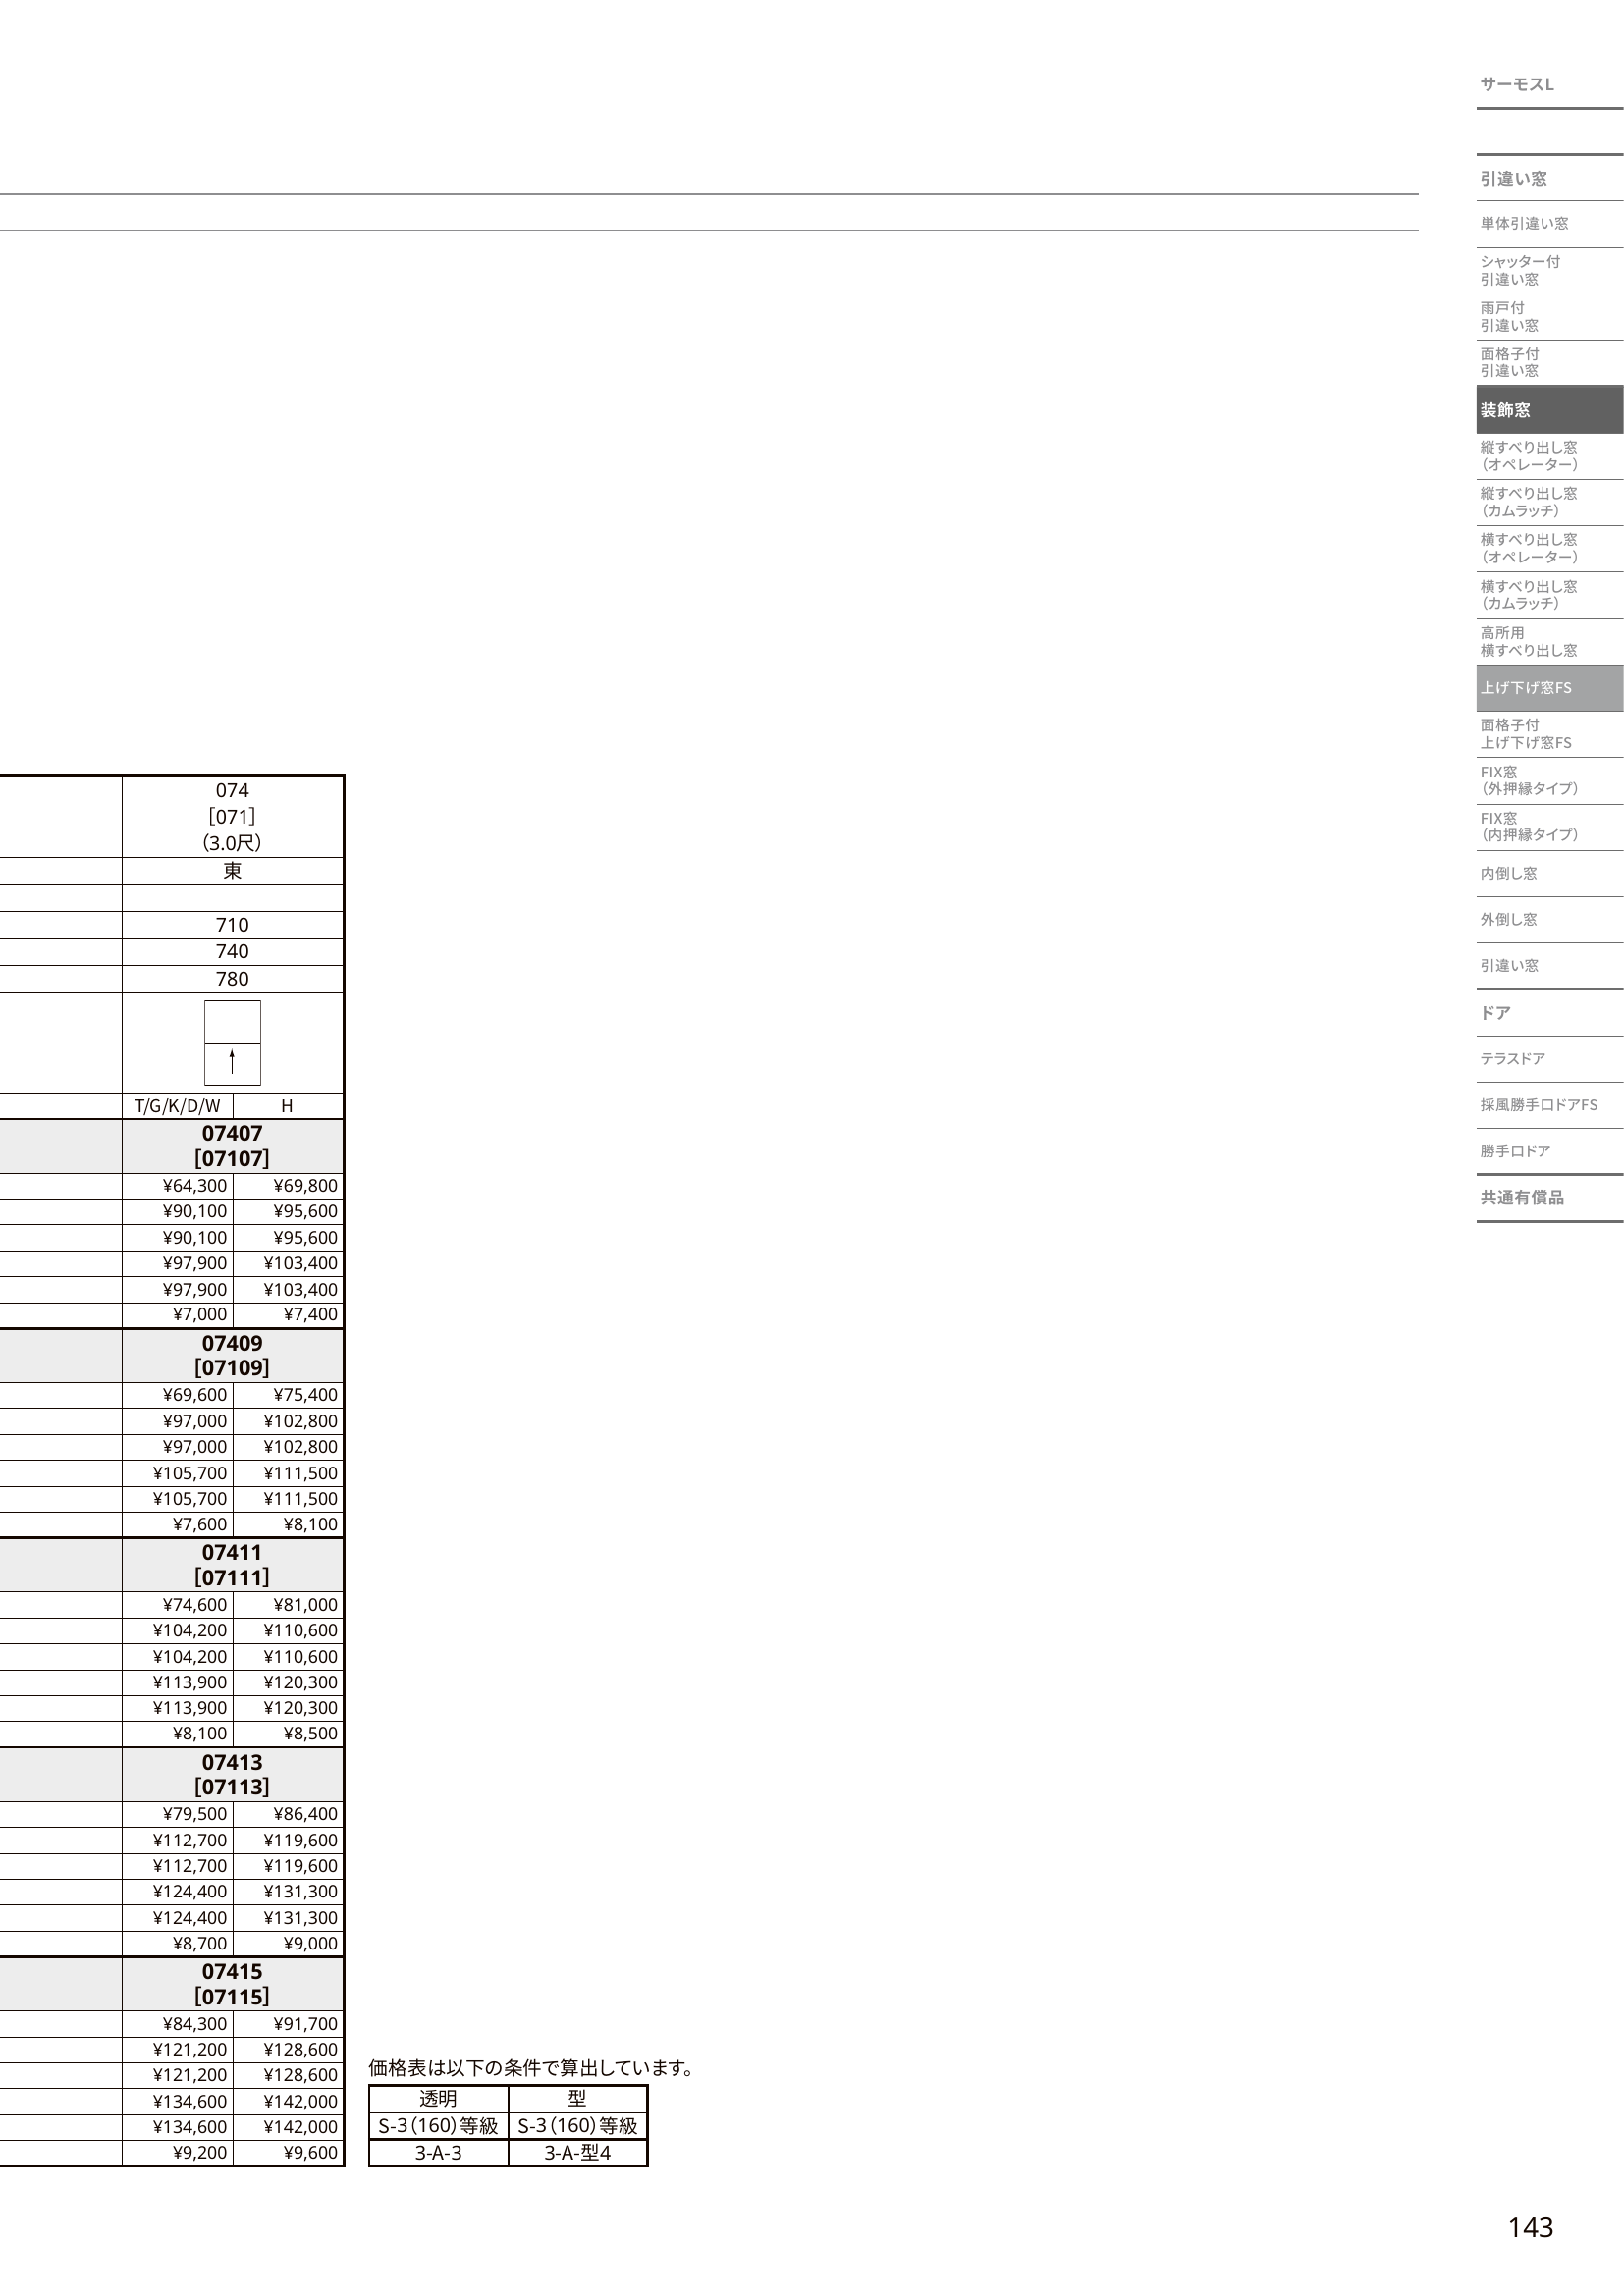 サーモスL
引違い窓
単体引違い窓
シャッター付
引違い窓
雨戸付
引違い窓
面格子付
引違い窓
装飾窓
縦すべり出し窓
（オペレーター）
縦すべり出し窓
（カムラッチ）
横すべり出し窓
（オペレーター）
横すべり出し窓
（カムラッチ）
高所用
横すべり出し窓
上げ下げ窓FS
面格子付
上げ下げ窓FS
FIX窓
（外押縁タイプ）
FIX窓
（内押縁タイプ）
内倒し窓
外倒し窓
引違い窓
ドア
テラスドア
採風勝手口ドアFS
勝手口ドア
共通有償品
074
［071］
（3.0尺）
東
710
740
780
T/G/K/D/W H
07407
[07107]
¥64,300 ¥69,800
¥90,100 ¥95,600
¥90,100 ¥95,600
¥97,900 ¥103,400
¥97,900 ¥103,400
¥7,000 ¥7,400
07409
[07109]
¥69,600 ¥75,400
¥97,000 ¥102,800
¥97,000 ¥102,800
¥105,700 ¥111,500
¥105,700 ¥111,500
¥7,600 ¥8,100
07411
[07111]
¥74,600 ¥81,000
¥104,200 ¥110,600
¥104,200 ¥110,600
¥113,900 ¥120,300
¥113,900 ¥120,300
¥8,100 ¥8,500
07413
[07113]
¥79,500 ¥86,400
¥112,700 ¥119,600
¥112,700 ¥119,600
¥124,400 ¥131,300
¥124,400 ¥131,300
¥8,700 ¥9,000
07415
[07115]
¥84,300 ¥91,700
¥121,200 ¥128,600
¥121,200 ¥128,600
¥134,600 ¥142,000
¥134,600 ¥142,000
¥9,200 ¥9,600
価格表は以下の条件で算出しています。
透明 型
S-3（160）等級 S-3（160）等級
3-A-3 3-A-型4
143